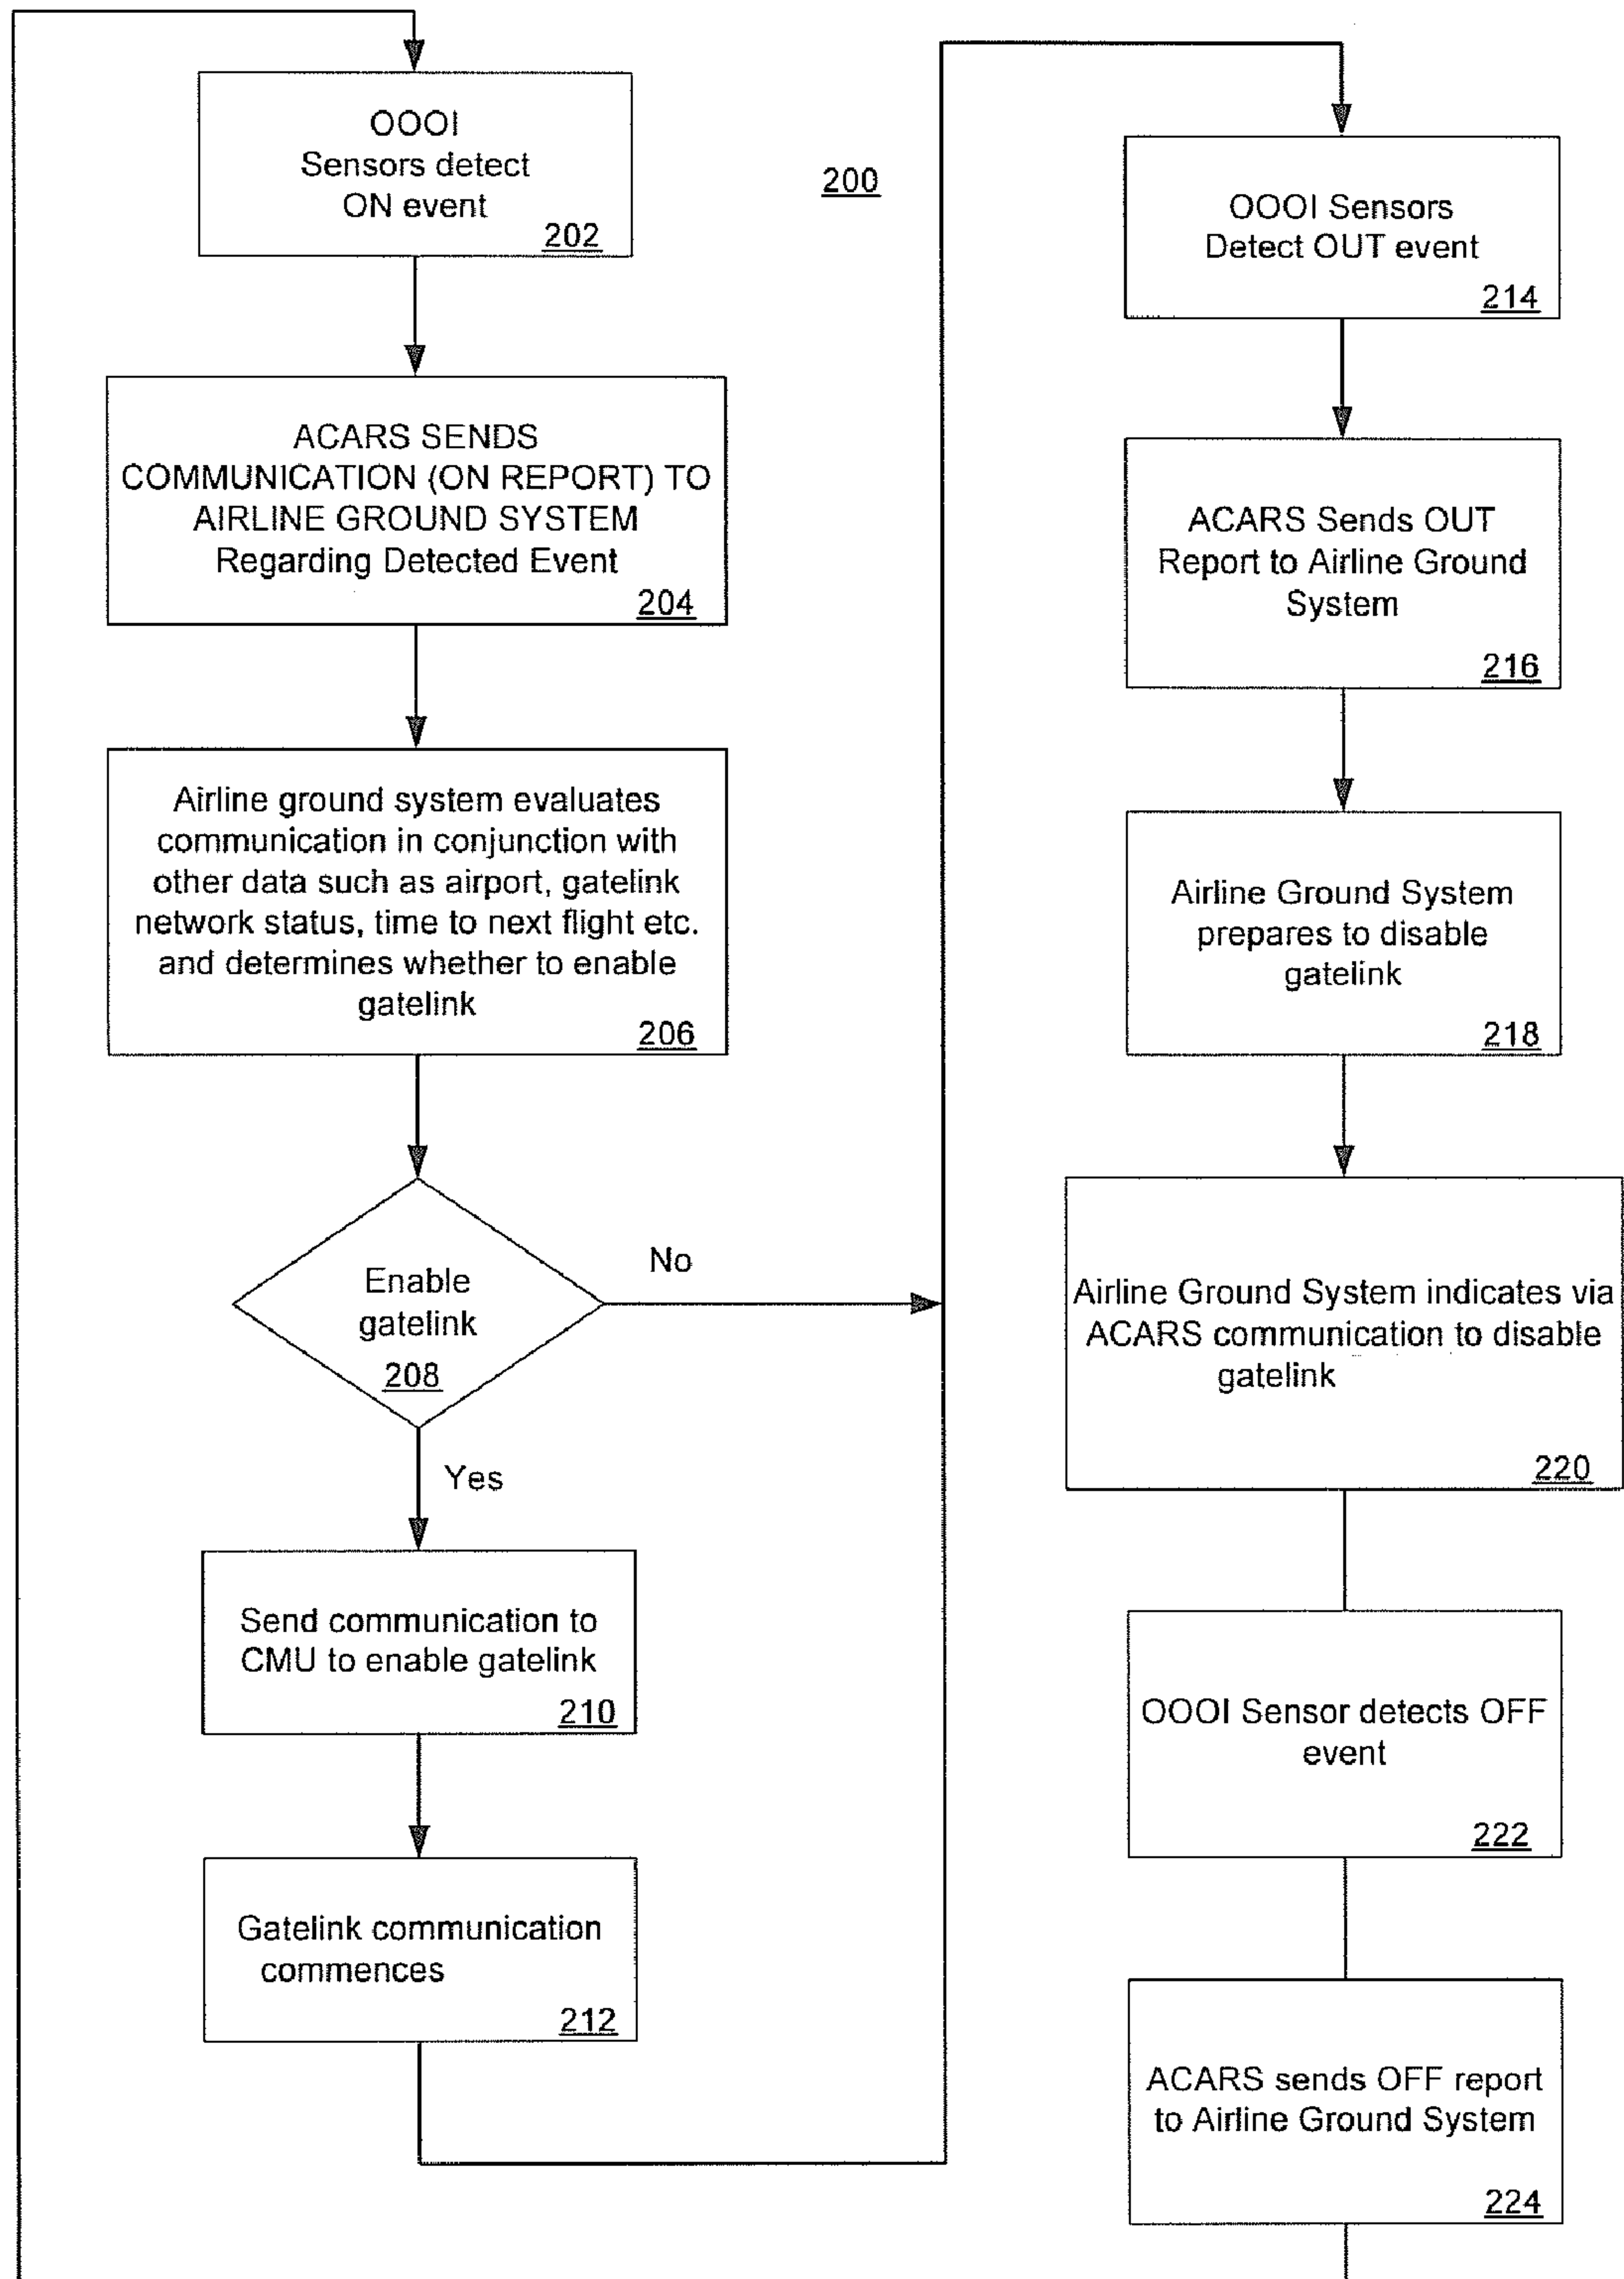 OOOI
Sensors detect
ON event
202
ACARS SENDS
COMMUNICATION (ON REPORT) TO
AIRLINE GROUND SYSTEM
Regarding Detected Event
204
Airline ground system evaluates
communication in conjunction with
other data such as airport, gatelink
network status, time to next flight etc.
and determines whether to enable
gatelink
206
Enable
gatelink
208
No
Yes
Send communication to
CMU to enable gatelink
210
Gatelink communication
commences
212
200
OOOI Sensors
Detect OUT event
214
ACARS Sends OUT
Report to Airline Ground
System
216
Airline Ground System
prepares to disable
gatelink
218
Airline Ground System indicates via
ACARS communication to disable
gatelink
220
OOOI Sensor detects OFF
event
222
ACARS sends OFF report
to Airline Ground System
224